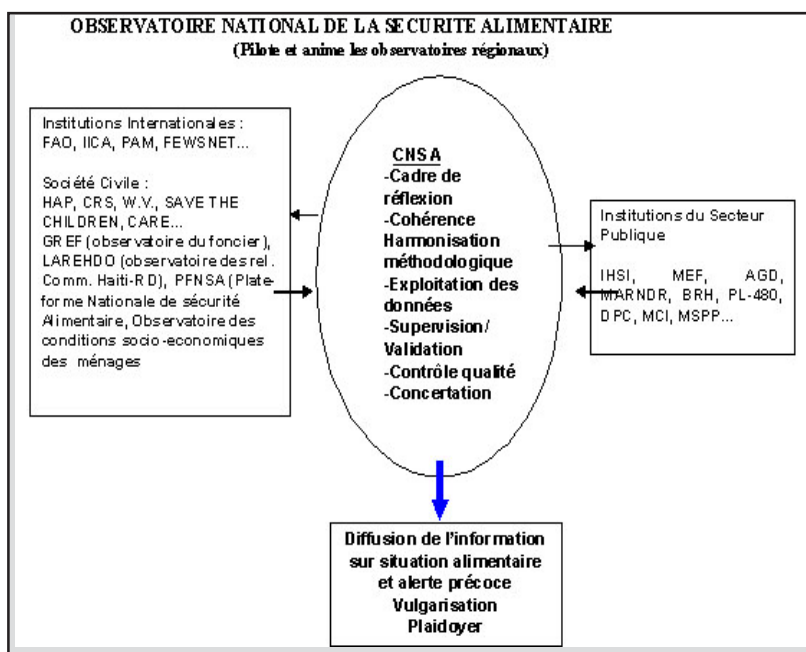 OBSERVATOIRE NATIONAL DE LA SECURITE ALIMENTAIRE
(Pilote et anime les observatoires régionaux)
Institutions Internationales :
FAO, IICA, PAM, FEWSNET...
Société Civile :
HAP, CRS, W.V., SAVE THE
CHILDREN, CARE...
GREF (observatoire du foncier),
LAREHDO (observatoire des rel.
Comm. Haiti-RD), PFNSA (Plate-
forme Nationale de sécurité
Alimentaire, Observatoire des
conditions socio-economiques
des ménages
CNSA
-Cadre de
réflexion
-Cohérence
Harmonisation
méthodologique
-Exploitation des
données
-Supervision/
Validation
-Contrôle qualité
-Concertation
Institutions du Secteur
Publique
IHSI, MEF, AGD,
MARNDR, BRH, PL-480,
DPC, MCI, MSPP...
Diffusion de l'information
sur situation alimentaire
et alerte précoce
Vulgarisation
Plaidoyer